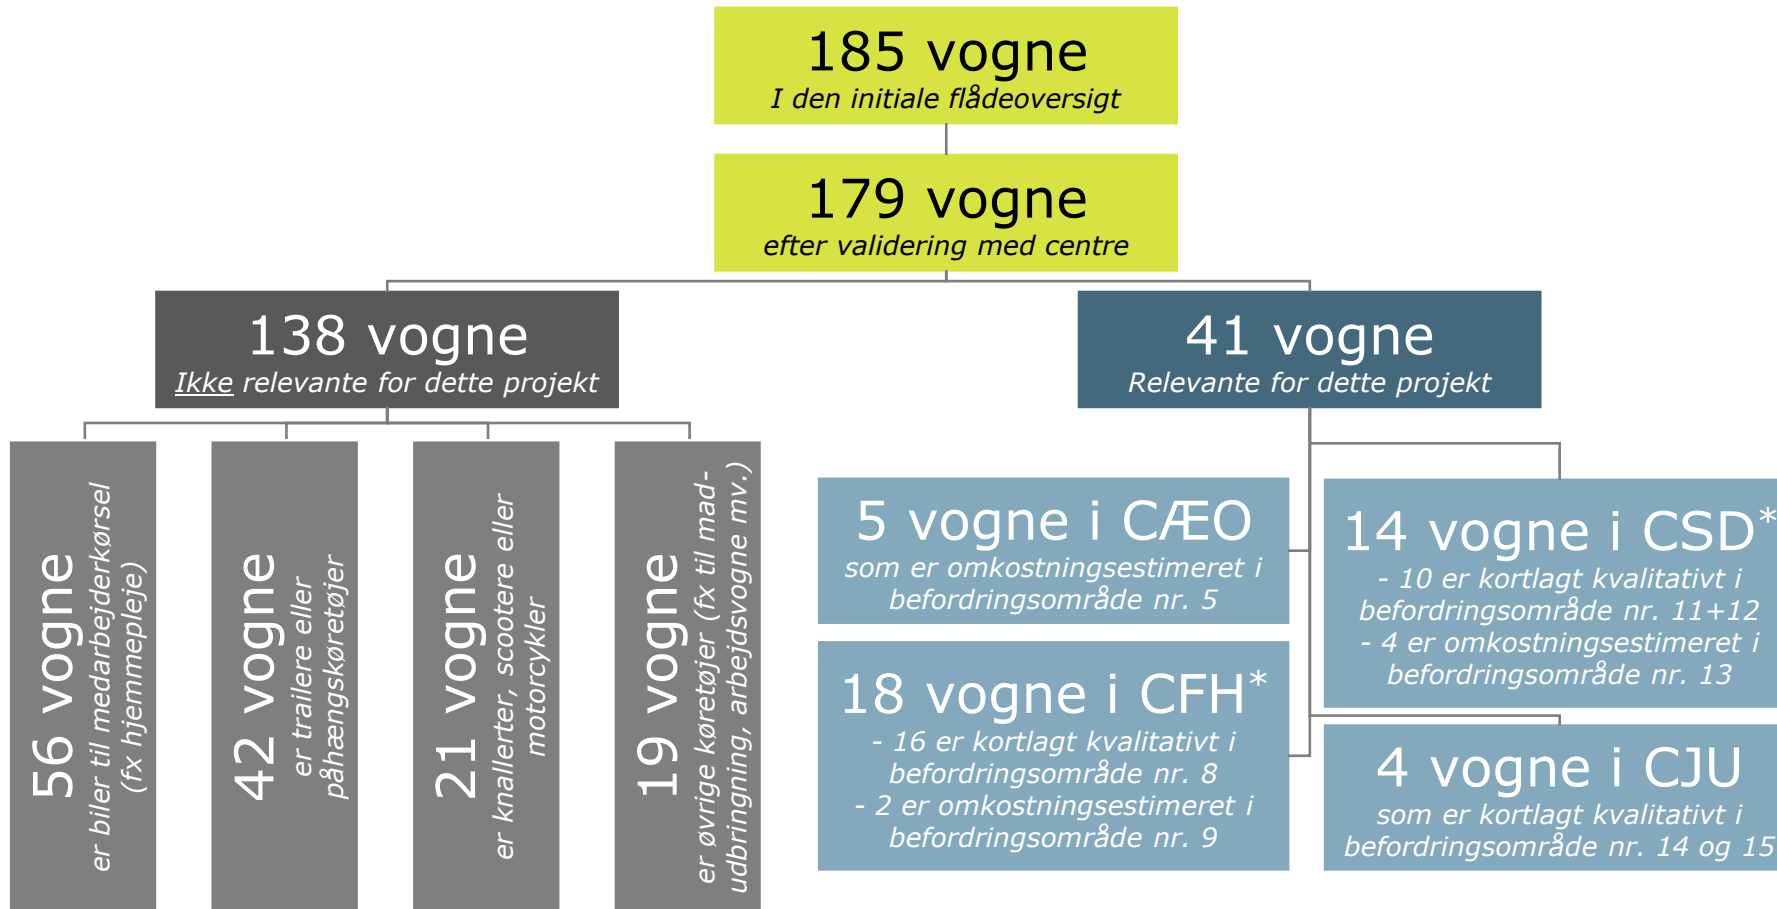 185 vogne
I den initiale flådeoversigt
179 vogne
efter validering med centre
138 vogne
Ikke relevante for dette projekt
41 vogne
Relevante for dette projekt
56 vogne
er biler til medarbejderkørsel
(fx hjemmepleje)
42 vogne
er trailere eller
påhængskøretøjer
21 vogne
er knallerter, scootere eller
motorcykler
19 vogne
er øvrige køretøjer (fx til mad-
udbringning, arbejdsvogne mv.)
5 vogne i CÆO
som er omkostningsestimeret i
befordringsområde nr. 5
18 vogne i CFH*
- 16 er kortlagt kvalitativt i
befordringsområde nr. 8
- 2 er omkostningsestimeret i
befordringsområde nr. 9
14 vogne i CSD*
- 10 er kortlagt kvalitativt i
befordringsområde nr. 11+12
- 4 er omkostningsestimeret i
befordringsområde nr. 13
4 vogne i CJU
som er kortlagt kvalitativt i
befordringsområde nr. 14 og 15